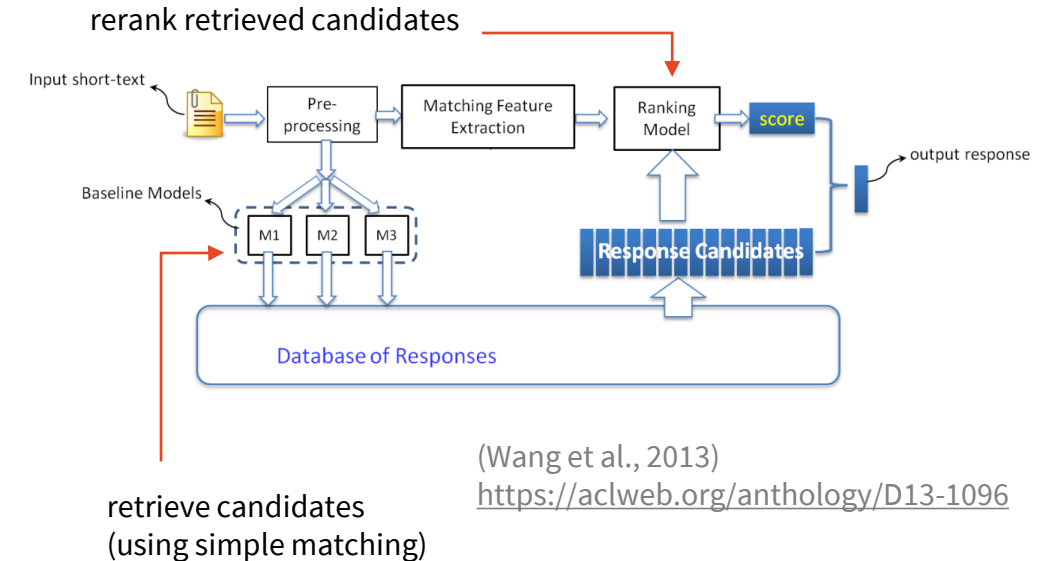 rerank retrieved candidates
Input short-text
Pre-
processing
Matching Feature
Extraction
Ranking
Model
score
output response
Baseline Models
M1
M2
M3
Response Candidates
Database of Responses
(Wang et al., 2013)
https://aclweb.org/anthology/D13-1096
retrieve candidates
(using simple matching)